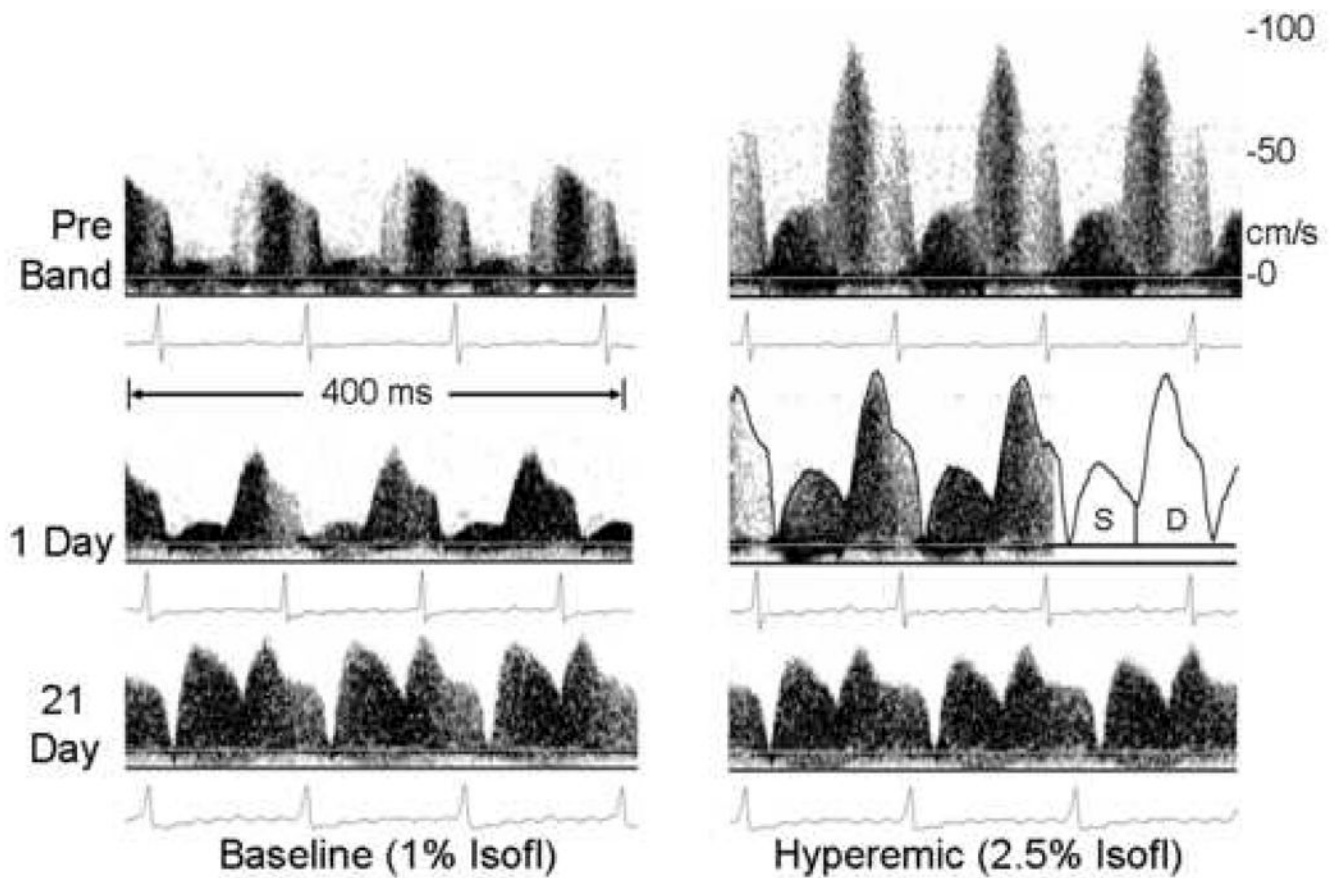 -100
-50
cm/s
-0
Pre
Band
400 ms
1 Day
S
D
21
Day
Baseline (1% Isofl)
Hyperemic (2.5% Isofl)